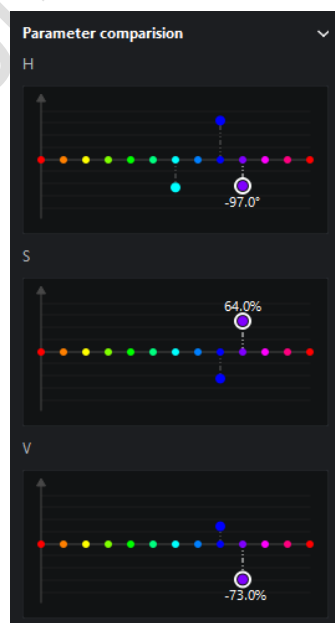 Parameter comparision
H
-97.0°
S
64.0%
V
-73.0%